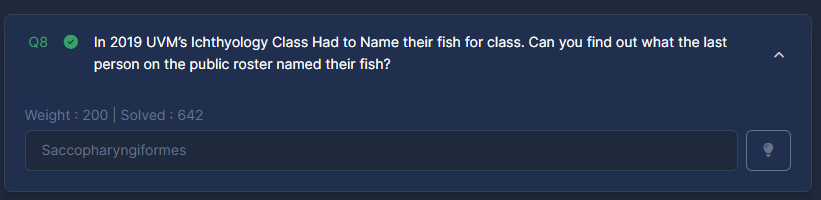 Q8 In 2019 UVM's Ichthyology Class Had to Name their fish for class. Can you find out what the last
person on the public roster named their fish?
Weight : 200 | Solved : 642
Saccopharyngiformes